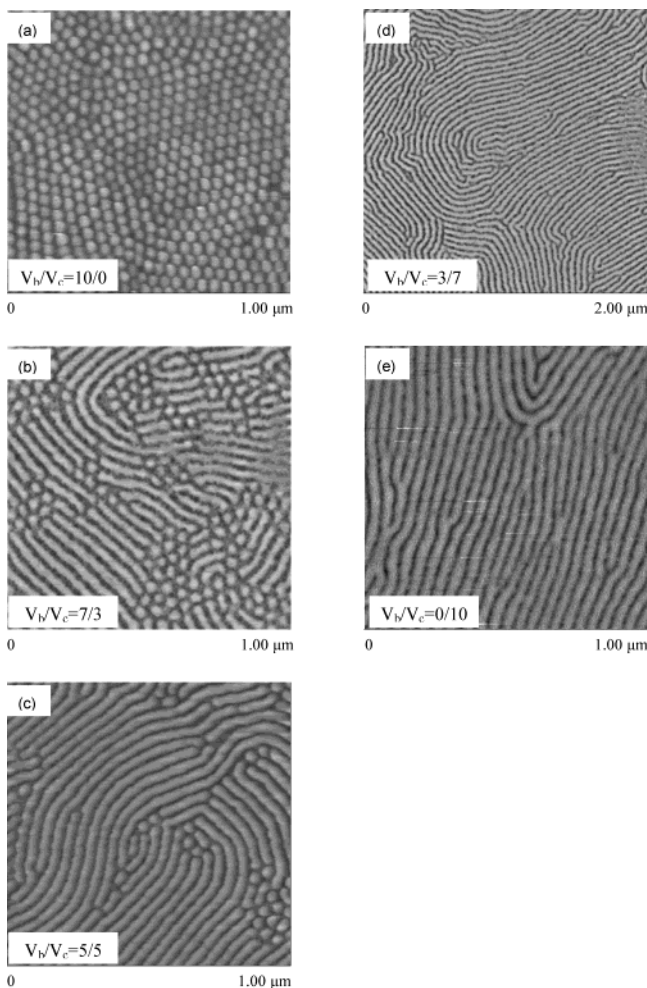 (a)
V_b/V_c=10/0
0 1.00 μm
(b)
V_b/V_c=7/3
0 1.00 μm
(c)
V_b/V_c=5/5
0 1.00 μm
(d)
V_b/V_c=3/7
0 2.00 μm
(e)
V_b/V_c=0/10
0 1.00 μm